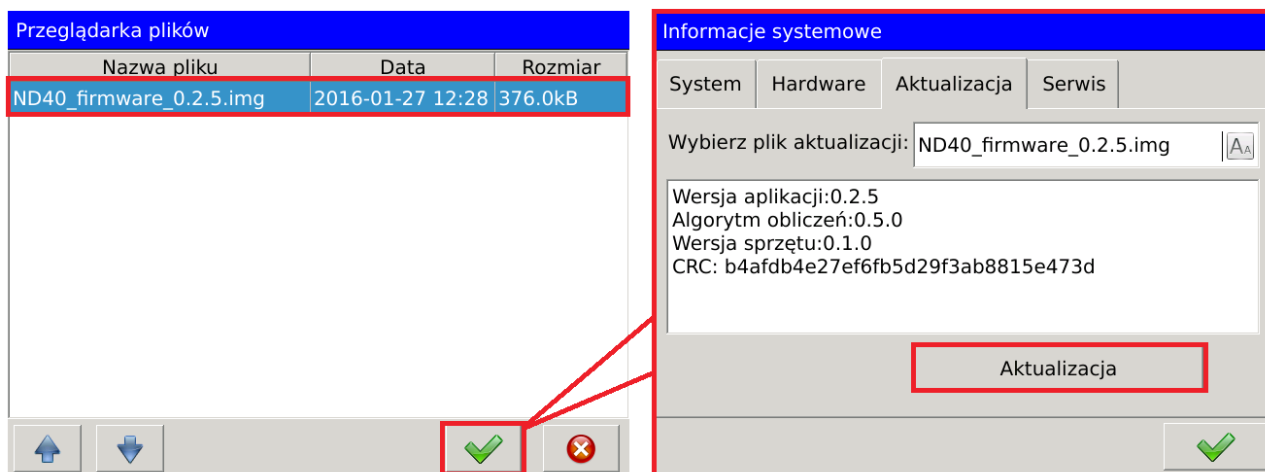 Przeglądarka plików
Nazwa pliku Data Rozmiar
ND40_firmware_0.2.5.img 2016-01-27 12:28 376.0kB
Informacje systemowe
System Hardware Aktualizacja Serwis
Wybierz plik aktualizacji: ND40_firmware_0.2.5.img AA
Wersja aplikacji:0.2.5
Algorytm obliczeń:0.5.0
Wersja sprzętu:0.1.0
CRC: b4afdb4e27ef6fb5d29f3ab8815e473d
Aktualizacja